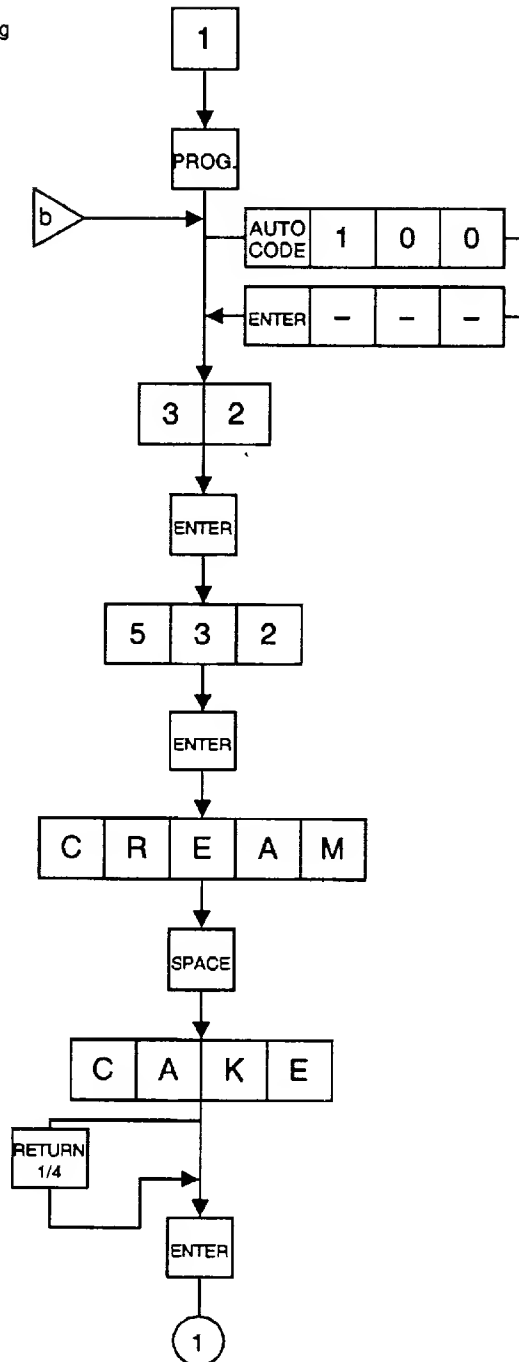 g
1
PROG.
b
AUTO CODE 1 0 0
ENTER – – –
3 2
ENTER
5 3 2
ENTER
C R E A M
SPACE
C A K E
RETURN 1/4
ENTER
1